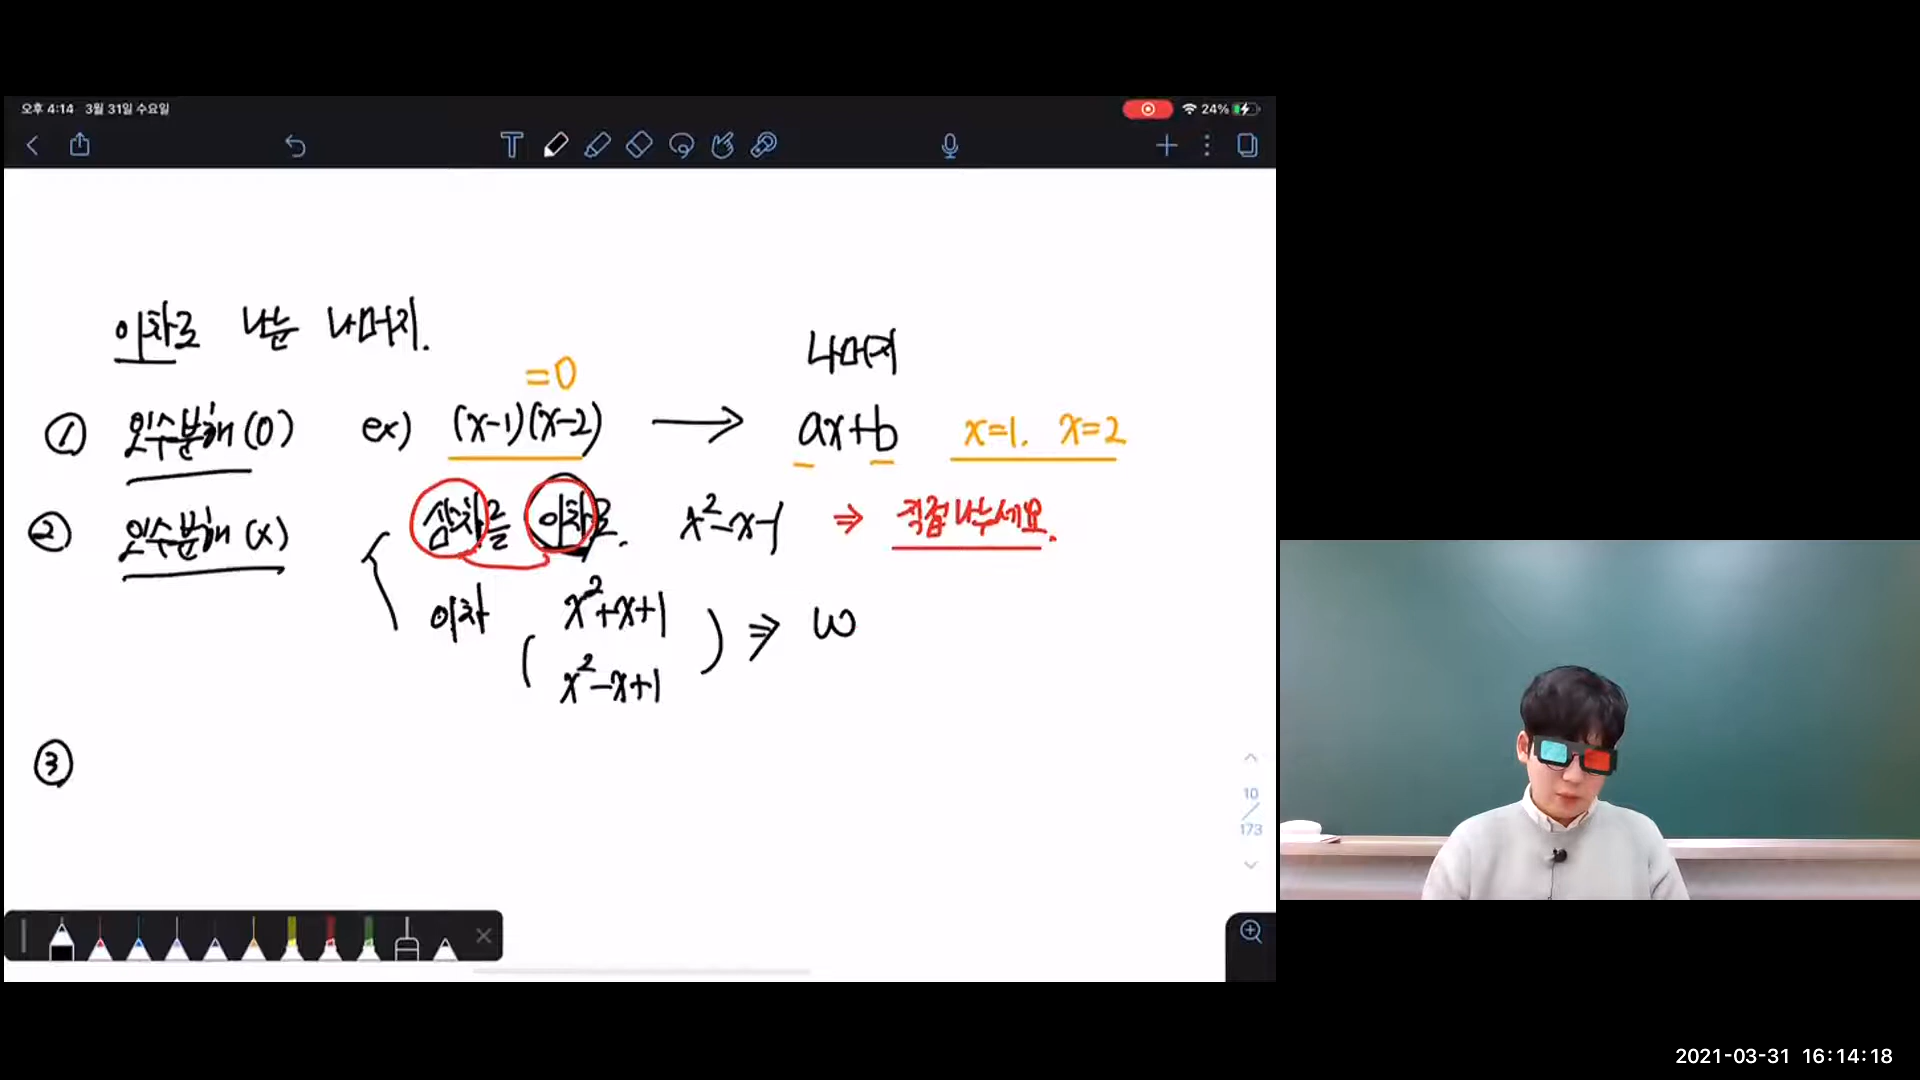 오후 4:14 3월 31일 수요일
24%
이차로 나눈 나머지.
=0
나머지
① 인수분해(O) ex) (x-1)(x-2) → ax+b x=1. x=2
② 인수분해(x) 삼차를 이차로. x²-x-1 ⇒ 직접나누세요.
이차 ( x²+x+1
x²-x+1 ) ⇒ ω
③
10
173
2021-03-31 16:14:18